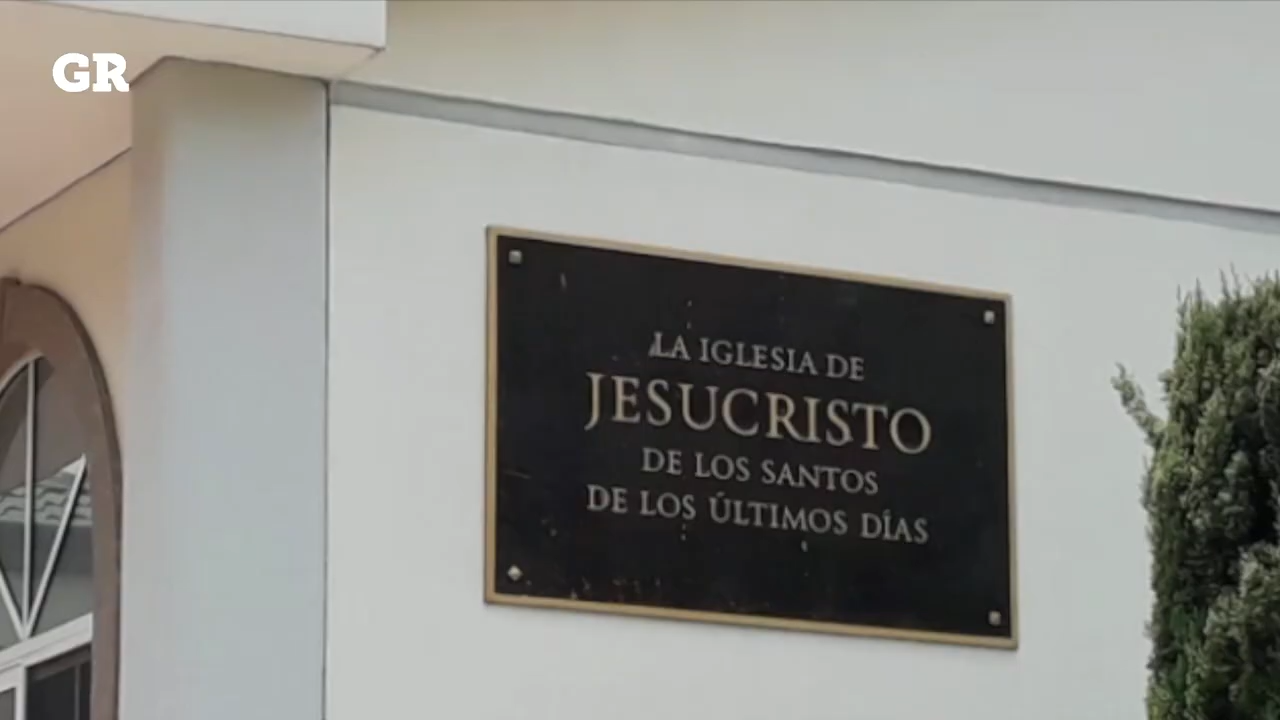 GR
LA IGLESIA DE
JESUCRISTO
DE LOS SANTOS
DE LOS ÚLTIMOS DÍAS